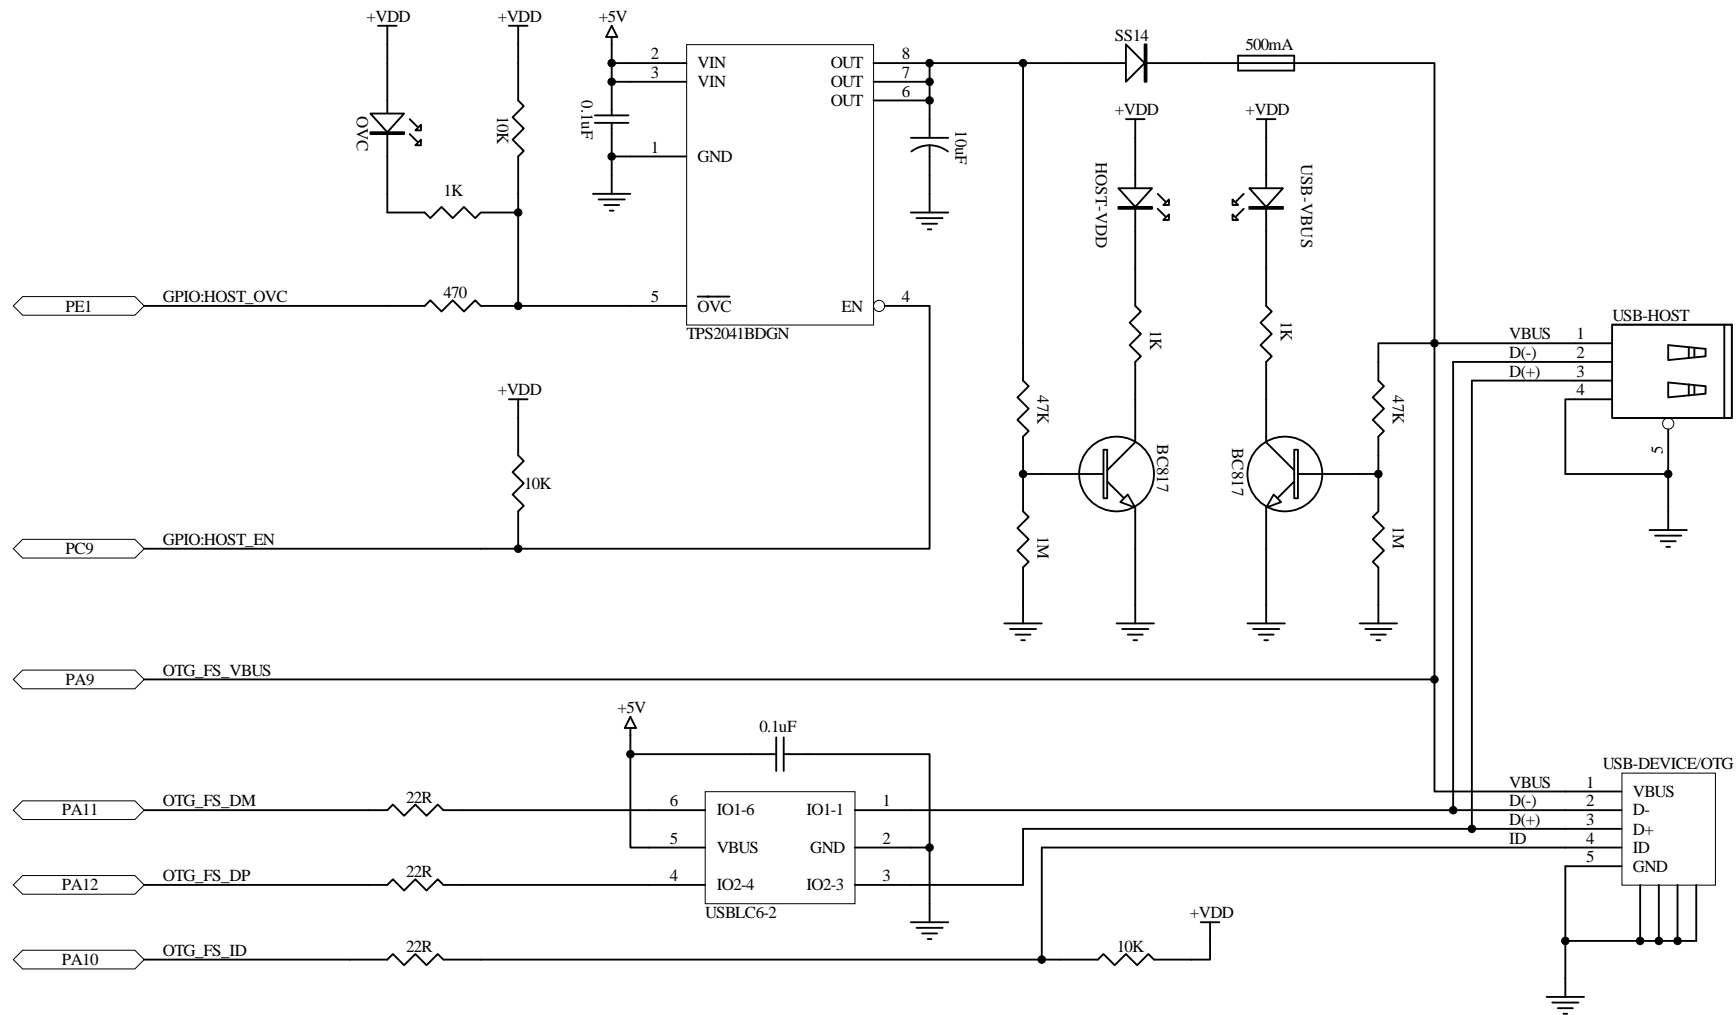 +VDD
+VDD
+5V
SS14
500mA
2 VIN
3 VIN
OUT 8
OUT 7
OUT 6
OVC
10K
0.1uF
1 GND
10uF
+VDD
+VDD
HOST-VDD
USB-VBUS
1K
PE1
GPIO:HOST_OVC
470
5 OVC
EN 4
TPS2041BDGN
1K
1K
USB-HOST
VBUS 1
D(-) 2
D(+) 3
4
5
+VDD
10K
47K
47K
BC817
BC817
PC9
GPIO:HOST_EN
1M
1M
PA9
OTG_FS_VBUS
+5V
0.1uF
USB-DEVICE/OTG
VBUS 1 VBUS
D(-) 2 D-
D(+) 3 D+
ID 4 ID
5 GND
PA11
OTG_FS_DM
22R
6 IO1-6
IO1-1 1
5 VBUS
GND 2
PA12
OTG_FS_DP
22R
4 IO2-4
IO2-3 3
USBLC6-2
+VDD
PA10
OTG_FS_ID
22R
10K